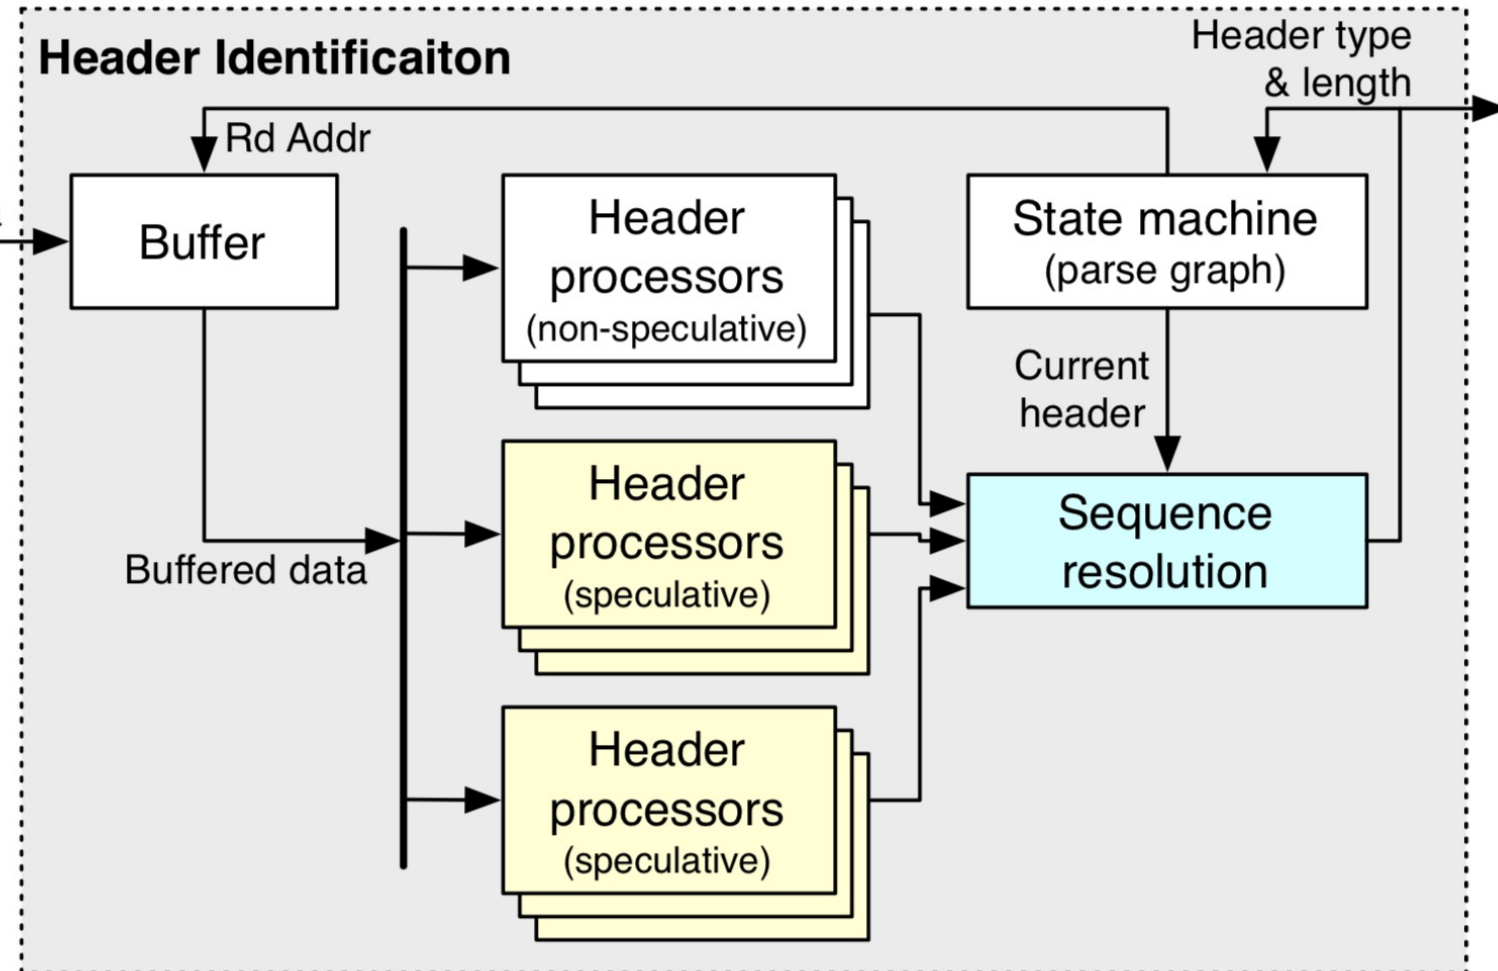 Header Identificaiton
Header type
& length
Rd Addr
Buffer
Header
processors
(non-speculative)
State machine
(parse graph)
Current
header
Header
processors
(speculative)
Sequence
resolution
Buffered data
Header
processors
(speculative)